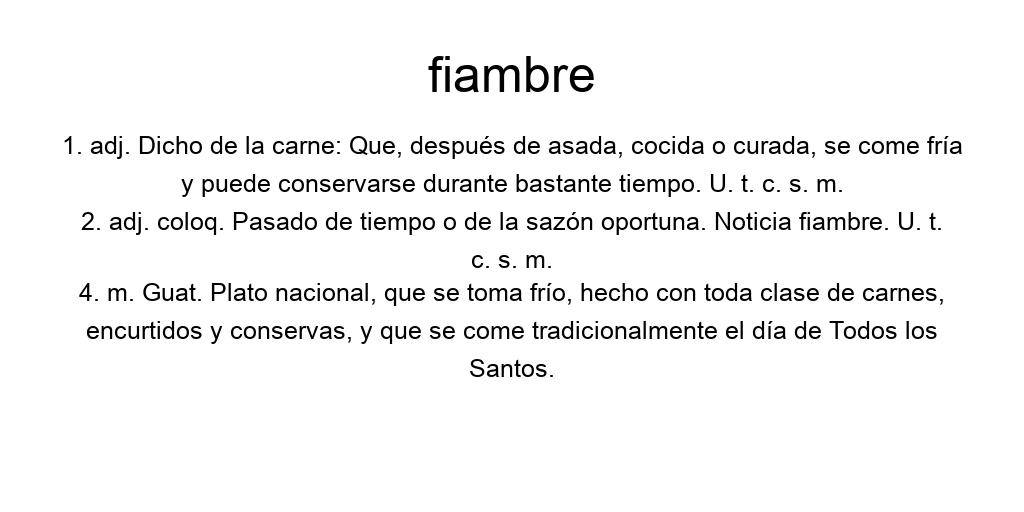 fiambre
1. adj. Dicho de la carne: Que, después de asada, cocida o curada, se come fría
y puede conservarse durante bastante tiempo. U. t. c. s. m.
2. adj. coloq. Pasado de tiempo o de la sazón oportuna. Noticia fiambre. U. t.
c. s. m.
4. m. Guat. Plato nacional, que se toma frío, hecho con toda clase de carnes,
encurtidos y conservas, y que se come tradicionalmente el día de Todos los
Santos.